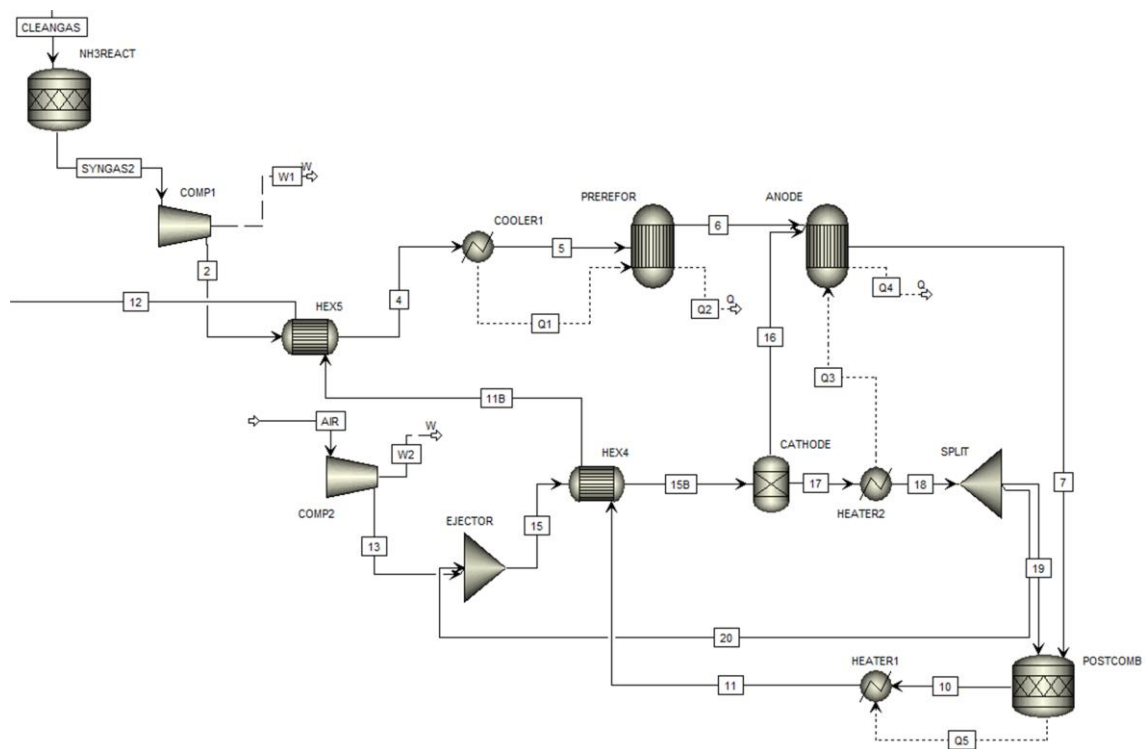 CLEANGAS
NH3REACT
SYNGAS2
COMP1
W1
W
2
12
HEX5
4
COOLER1
5
Q1
PREREFOR
6
Q2
Q
ANODE
Q4
Q
16
Q3
11B
AIR
W2
W
COMP2
13
EJECTOR
15
HEX4
15B
CATHODE
17
HEATER2
18
SPLIT
7
19
20
HEATER1
11
10
POSTCOMB
Q5